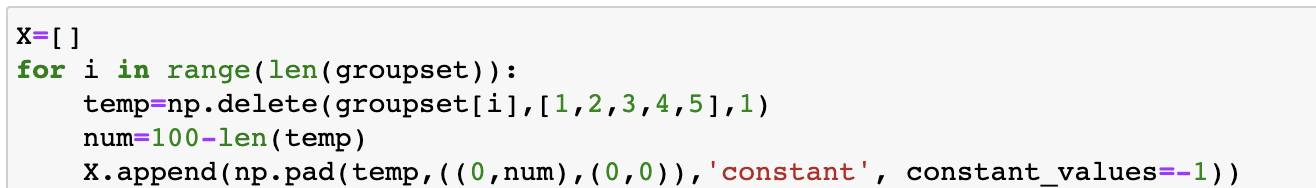 X=[]
for i in range(len(groupset)):
    temp=np.delete(groupset[i],[1,2,3,4,5],1)
    num=100-len(temp)
    X.append(np.pad(temp,((0,num),(0,0)),'constant', constant_values=-1))